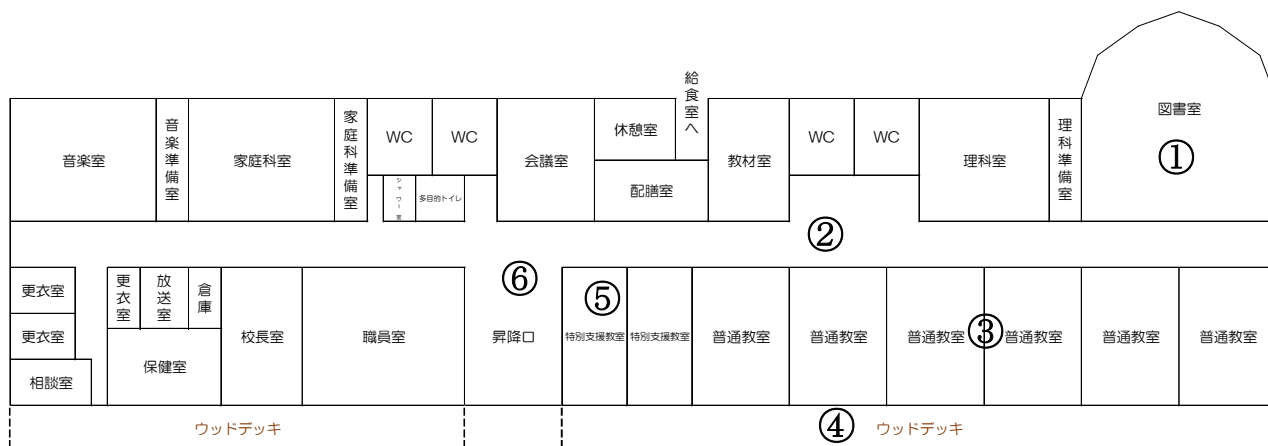 音楽室
音楽準備室
家庭科室
家庭科準備室
WC
WC
シャワー室
多目的トイレ
会議室
休憩室
給食室へ
配膳室
教材室
WC
WC
理科室
理科準備室
図書室
①
②
⑥
更衣室
更衣室
相談室
更衣室
放送室
倉庫
保健室
校長室
職員室
昇降口
⑤
特別支援教室
特別支援教室
普通教室
普通教室
普通教室
③
普通教室
普通教室
普通教室
ウッドデッキ
④
ウッドデッキ